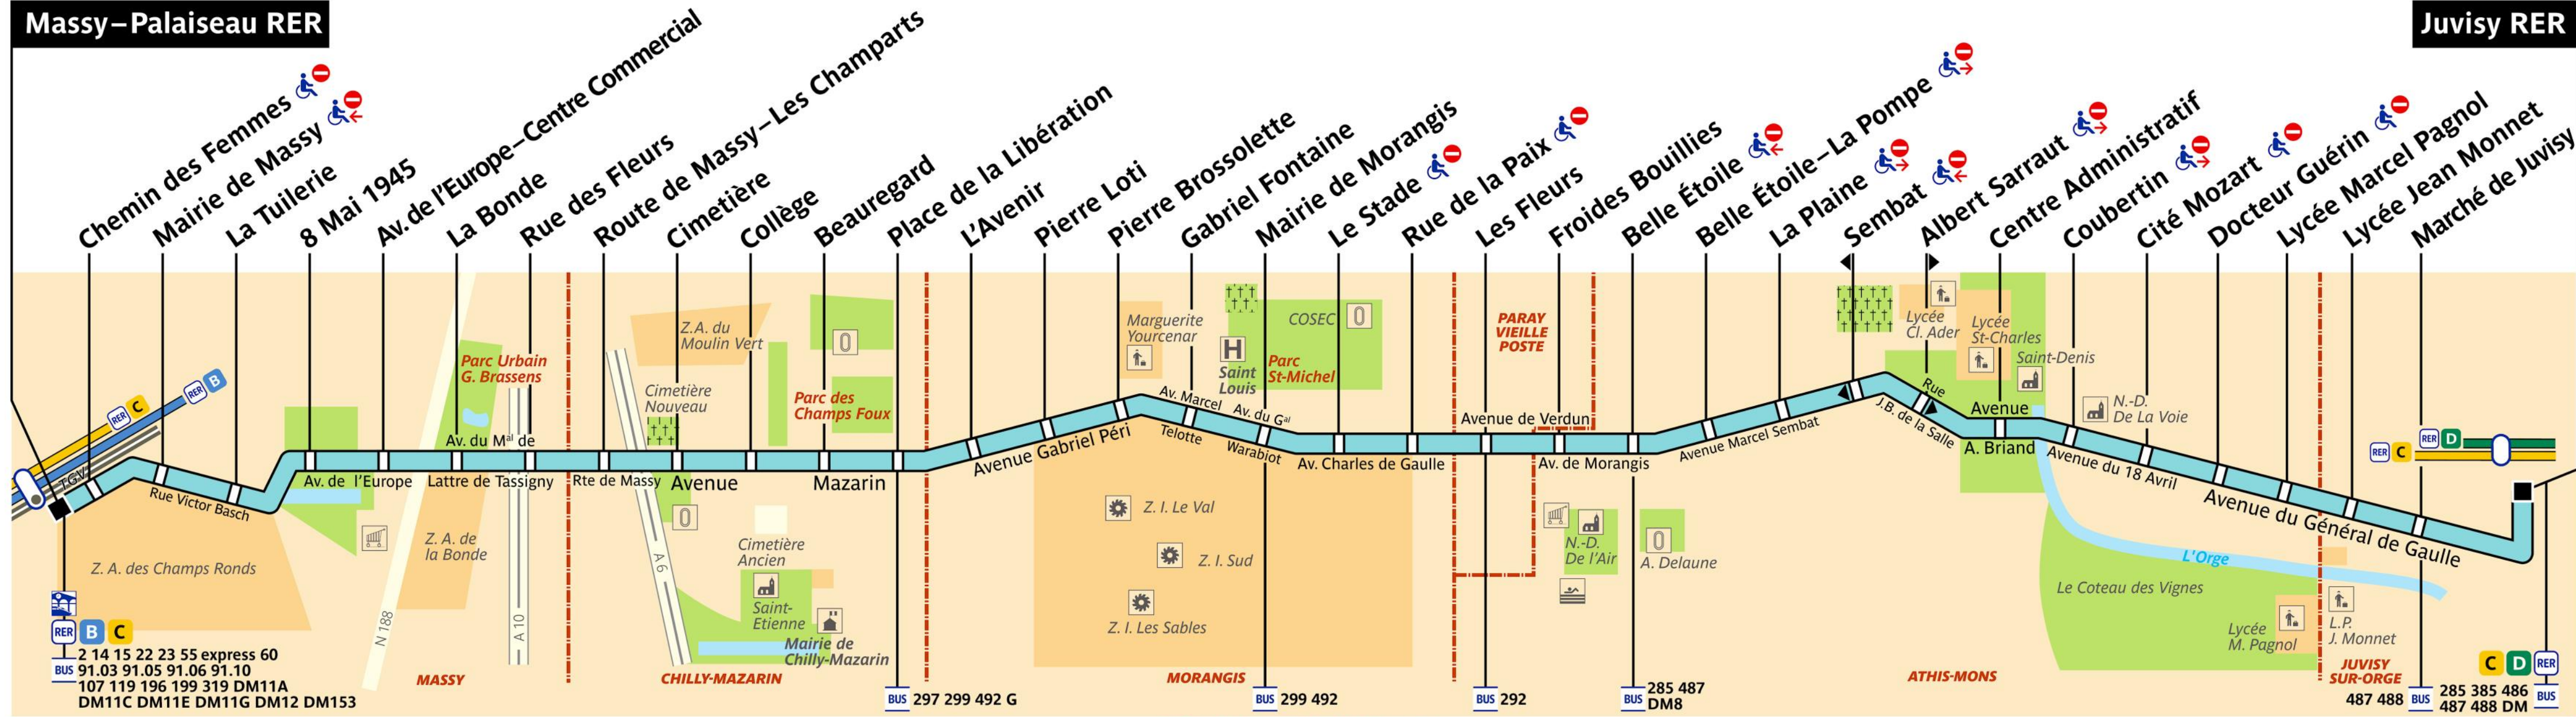 Massy–Palaiseau RER
Juvisy RER
Chemin des Femmes
Mairie de Massy
La Tuilerie
8 Mai 1945
Av. de l'Europe–Centre Commercial
La Bonde
Rue des Fleurs
Route de Massy–Les Champarts
Cimetière
Collège
Beauregard
Place de la Libération
L'Avenir
Pierre Loti
Pierre Brossolette
Gabriel Fontaine
Mairie de Morangis
Le Stade
Rue de la Paix
Les Fleurs
Froides Bouillies
Belle Étoile
Belle Étoile–La Pompe
La Plaine
Sembat
Albert Sarraut
Centre Administratif
Coubertin
Cité Mozart
Docteur Guérin
Lycée Marcel Pagnol
Lycée Jean Monnet
Marché de Juvisy
RER C
RER B
T.G.V.
Rue Victor Basch
Av. de l'Europe
Av. du Mal de
Lattre de Tassigny
Rte de Massy
Avenue Mazarin
Avenue Gabriel Péri
Av. Marcel
Telotte
Av. du Gal
Warabiot
Av. Charles de Gaulle
Avenue de Verdun
Av. de Morangis
Avenue Marcel Sembat
Rue
J.B. de la Salle
Avenue
A. Briand
Avenue du 18 Avril
Avenue du Général de Gaulle
Z. A. des Champs Ronds
Parc Urbain
G. Brassens
Z. A. de
la Bonde
N 188
A 10
Z.A. du
Moulin Vert
Cimetière
Nouveau
Parc des
Champs Foux
A 6
Cimetière
Ancien
Saint-
Etienne
Mairie de
Chilly-Mazarin
Marguerite
Yourcenar
H
Saint
Louis
COSEC
Parc
St-Michel
Z. I. Le Val
Z. I. Sud
Z. I. Les Sables
PARAY
VIEILLE
POSTE
N.-D.
De l'Air
A. Delaune
Lycée
Cl. Ader
Lycée
St-Charles
Saint-Denis
N.-D.
De La Voie
L'Orge
Le Coteau des Vignes
Lycée
M. Pagnol
L.P.
J. Monnet
RER D
RER C
MASSY
CHILLY-MAZARIN
MORANGIS
ATHIS-MONS
JUVISY
SUR-ORGE
RER B C
BUS
2 14 15 22 23 55 express 60
91.03 91.05 91.06 91.10
107 119 196 199 319 DM11A
DM11C DM11E DM11G DM12 DM153
BUS 297 299 492 G
BUS 299 492
BUS 292
BUS 285 487
DM8
487 488 BUS
C D RER
285 385 486
487 488 DM
BUS